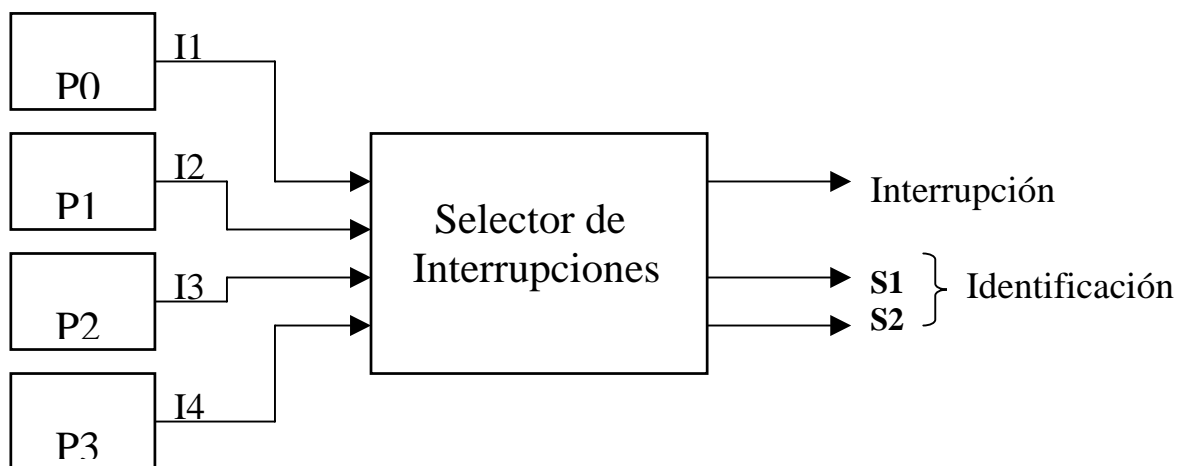 I1
P0
I2
P1
I3
P2
I4
P3
Selector de
Interrupciones
Interrupción
S1
S2
Identificación